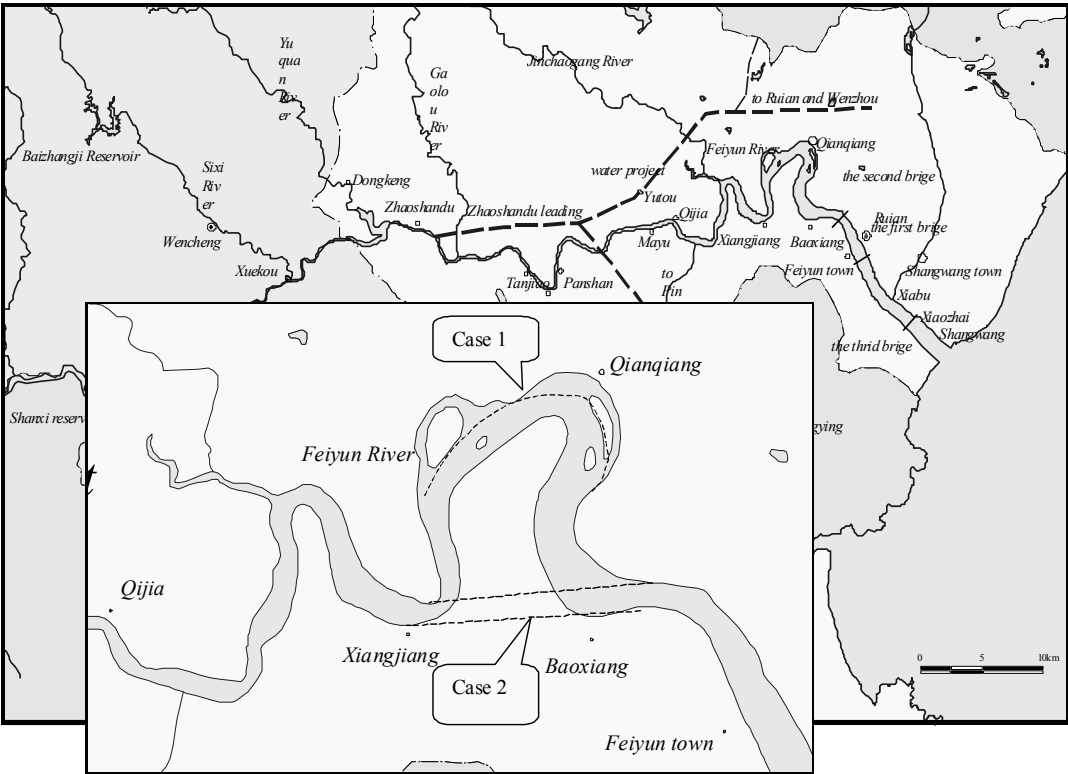 Yu
qua
n Riv
er
Ga
olo
u
Riv
er
Jinchaogang River
to Ruian and Wenzhou
Baizhangji Reservoir
Sixi
Riv
er
Feiyun River
Qianqiang
water project
the second brige
Dongkeng
Yutou
Zhaoshandu
Zhaoshandu leading
Qijia
Ruian
the first brige
Wencheng
Mayu
Xiangjiang
Baoxiang
Xuekou
Feiyun town
Shangwang town
to
Pin
Tanjiao
Panshan
Xiabu
Xiaozhai
Shangwang
the thrid brige
Shanxi reserv
gying
0 5 10km
Case 1
Qianqiang
Feiyun River
Qijia
Xiangjiang
Baoxiang
Case 2
Feiyun town